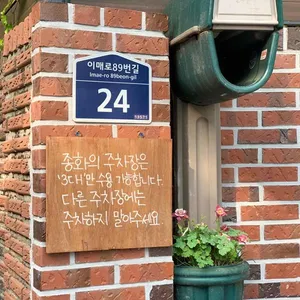 이매로89번길
Imae-ro 89beon-gil
24
종화의 주차장은
'3대'만 수용 가능합니다.
다른 주차장에는
주차하지 말아주세요.